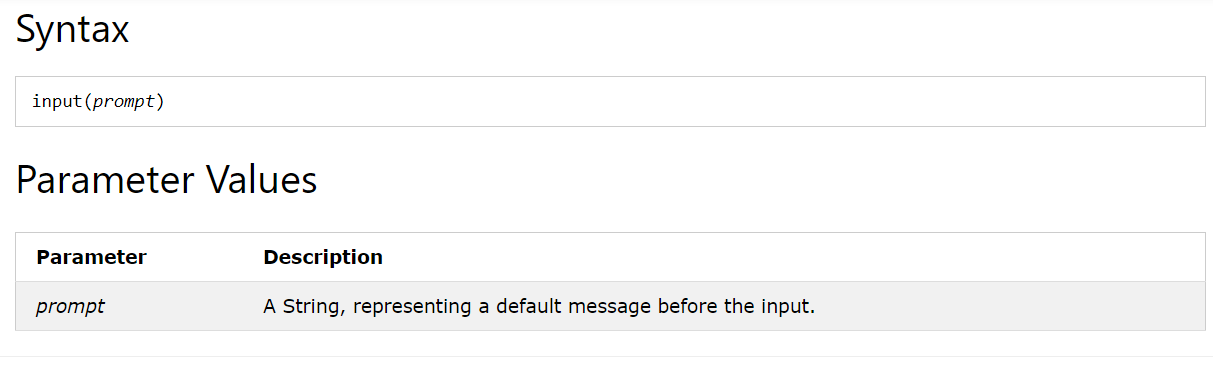 Syntax
input(prompt)
Parameter Values
Parameter Description
prompt A String, representing a default message before the input.